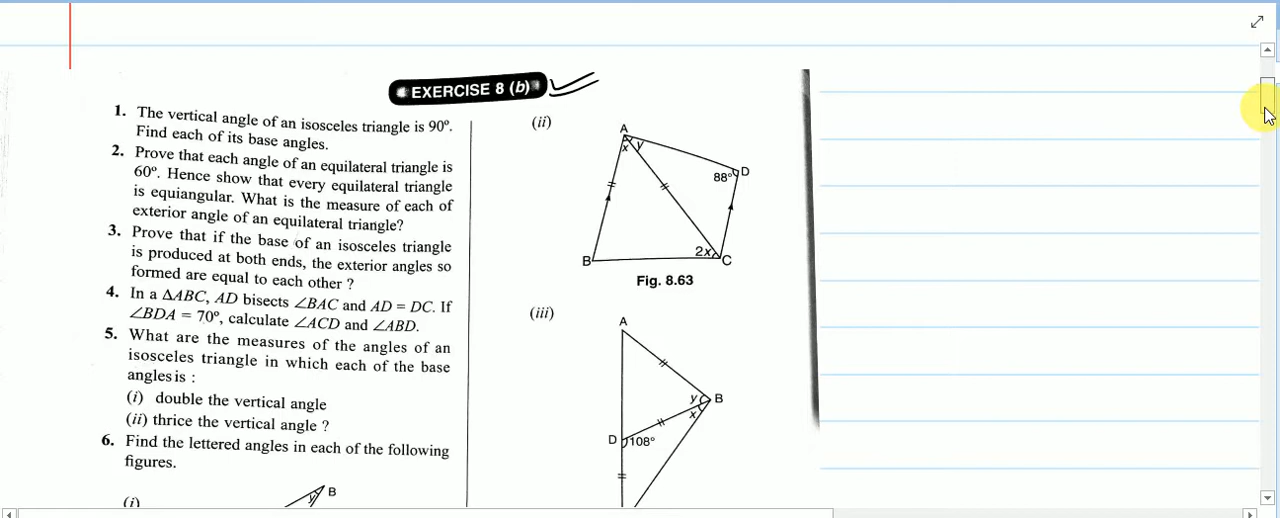 EXERCISE 8 (b)
1. The vertical angle of an isosceles triangle is 90º.
Find each of its base angles.
2. Prove that each angle of an equilateral triangle is
60º. Hence show that every equilateral triangle
is equiangular. What is the measure of each of
exterior angle of an equilateral triangle?
3. Prove that if the base of an isosceles triangle
is produced at both ends, the exterior angles so
formed are equal to each other ?
4. In a ΔABC, AD bisects ∠BAC and AD = DC. If
∠BDA = 70º, calculate ∠ACD and ∠ABD.
5. What are the measures of the angles of an
isosceles triangle in which each of the base
angles is :
(i) double the vertical angle
(ii) thrice the vertical angle ?
6. Find the lettered angles in each of the following
figures.
(i)
B
y
(ii)
A
x
y
88º
D
2x
B
C
Fig. 8.63
(iii)
A
y
B
x
D
108º